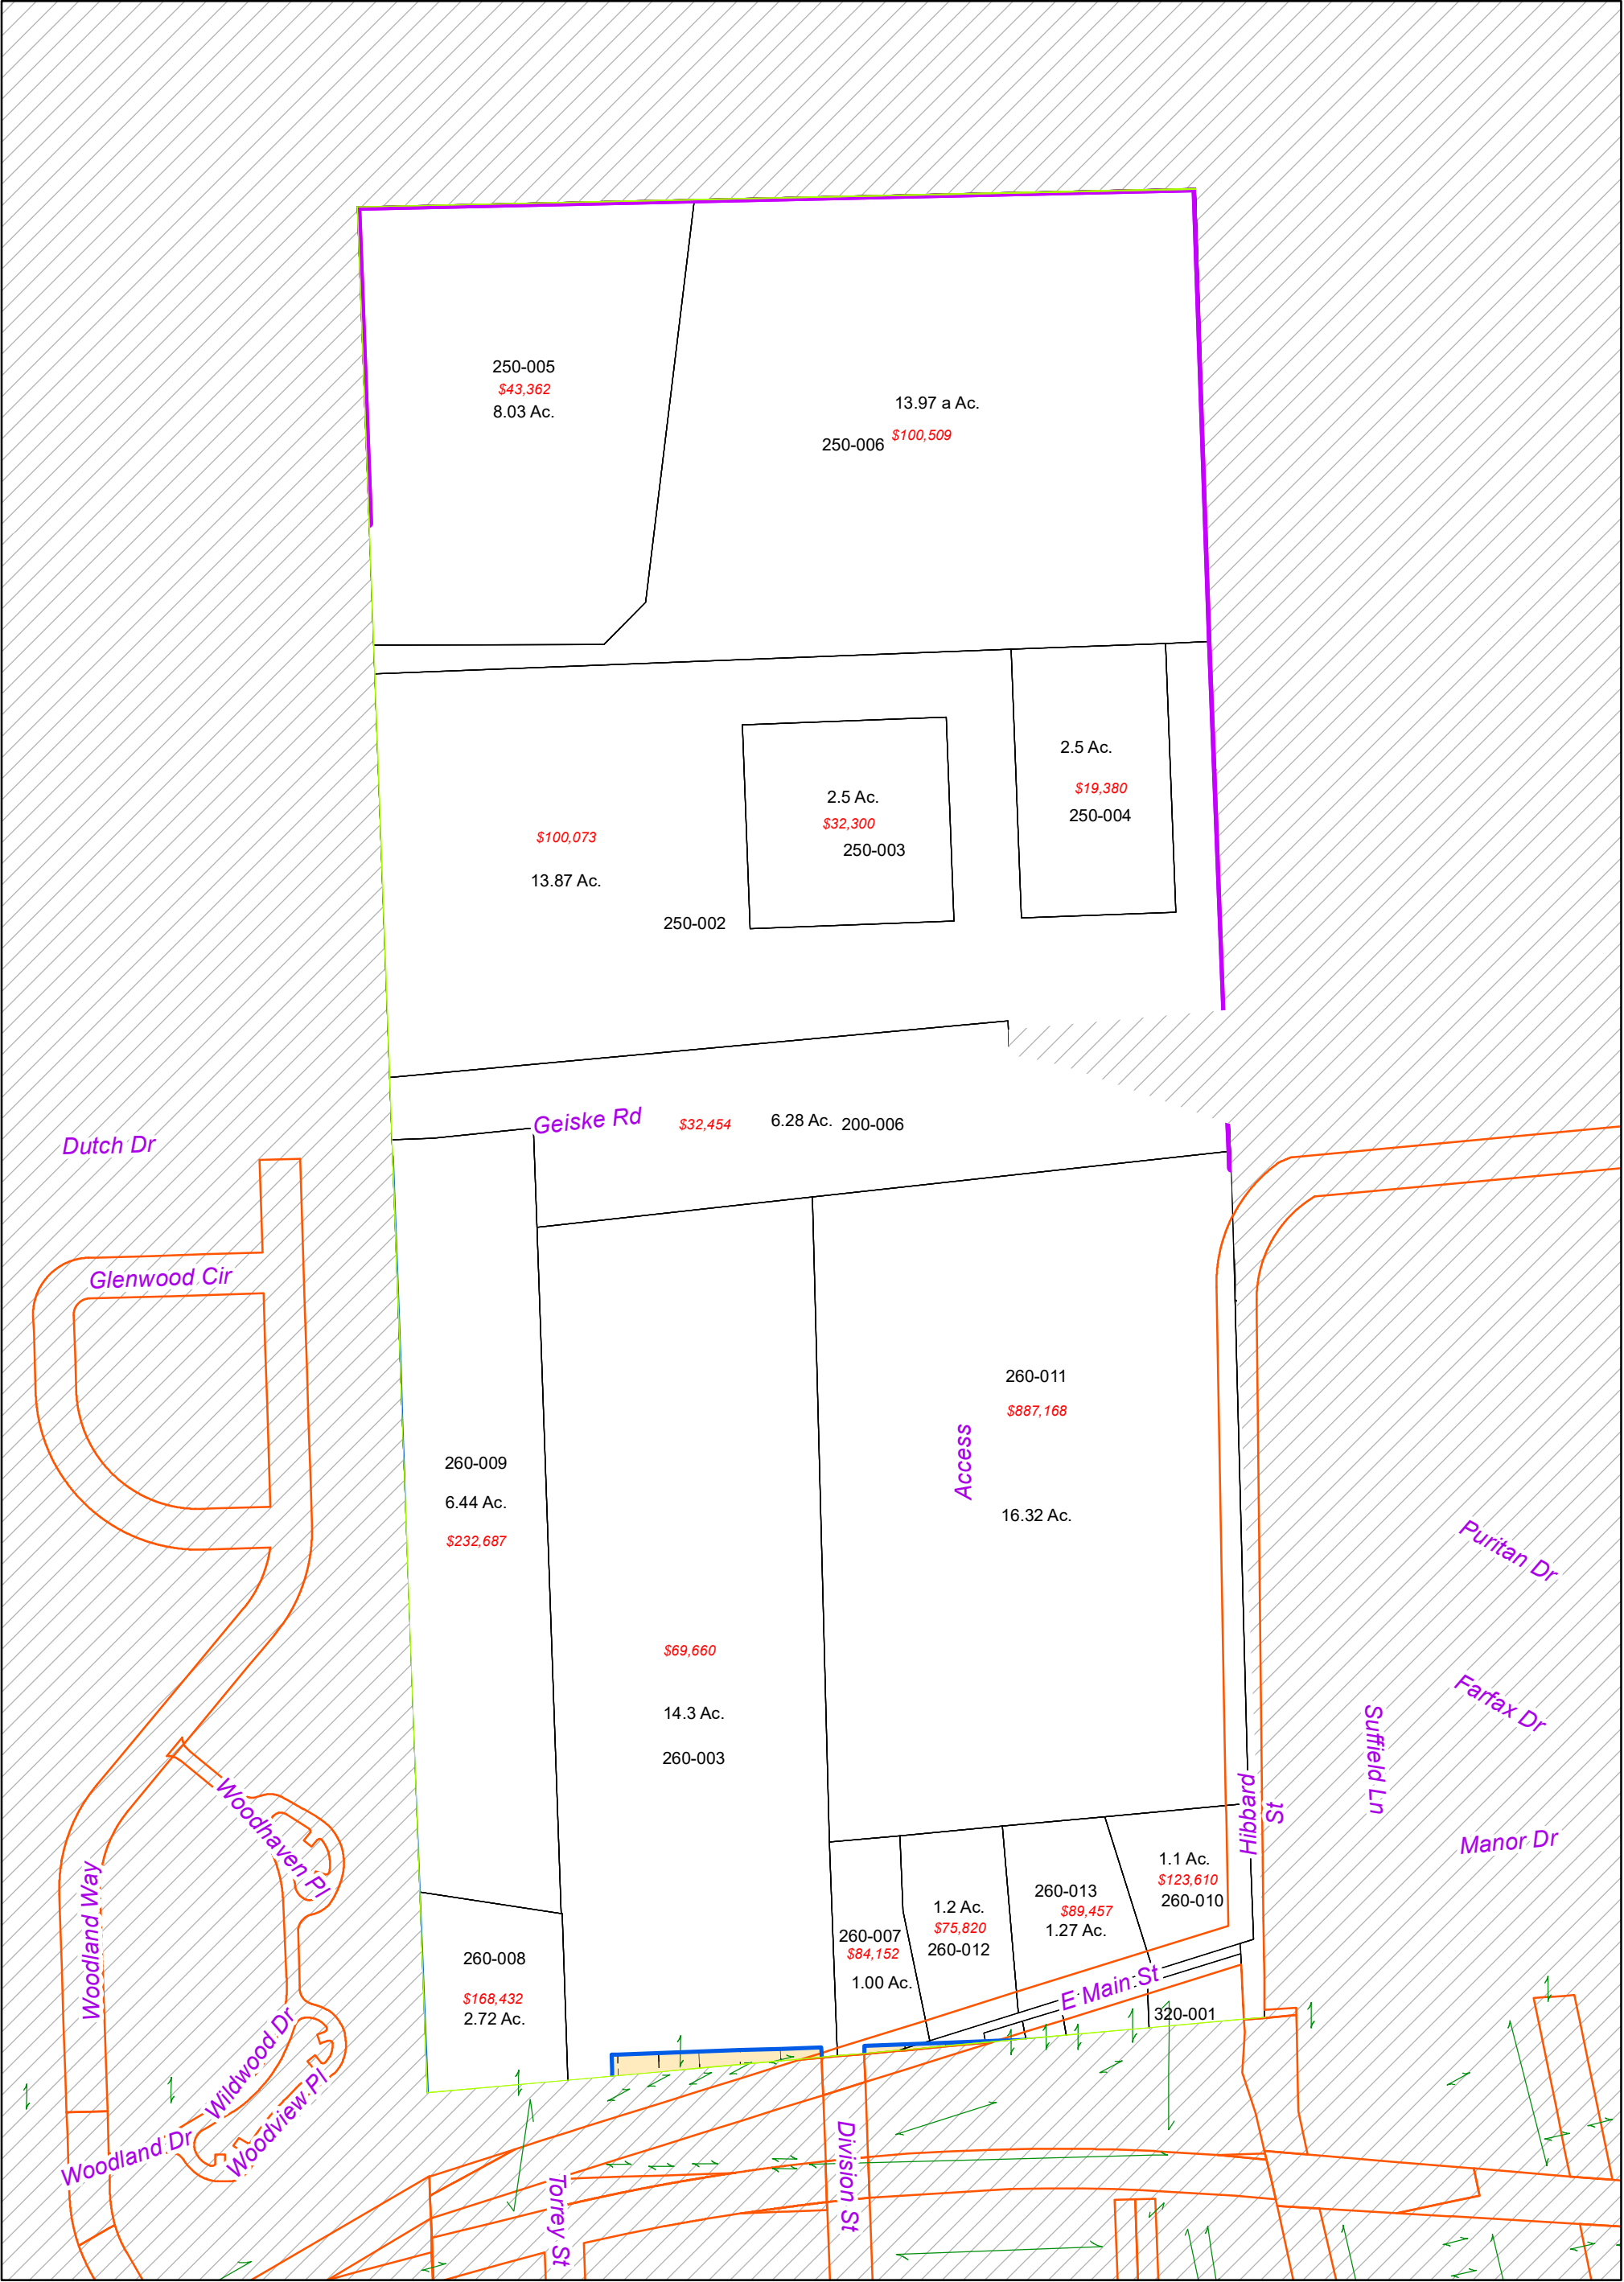 250-005
$43,362
8.03 Ac.
13.97 a Ac.
$100,509
250-006
2.5 Ac.
$19,380
250-004
2.5 Ac.
$32,300
250-003
$100,073
13.87 Ac.
250-002
Geiske Rd
$32,454
6.28 Ac.
200-006
Dutch Dr
Glenwood Cir
260-011
$887,168
Access
16.32 Ac.
260-009
6.44 Ac.
$232,687
Puritan Dr
$69,660
14.3 Ac.
260-003
Farfax Dr
Suffield Ln
Hibbard
St
Manor Dr
Woodhaven Pl
Woodland Way
1.1 Ac.
$123,610
260-010
260-013
$89,457
1.27 Ac.
1.2 Ac.
$75,820
260-012
260-007
$84,152
1.00 Ac.
260-008
$168,432
2.72 Ac.
E Main St
320-001
Wildwood Dr
Woodview Pl
Woodland Dr
Division St
Torrey St